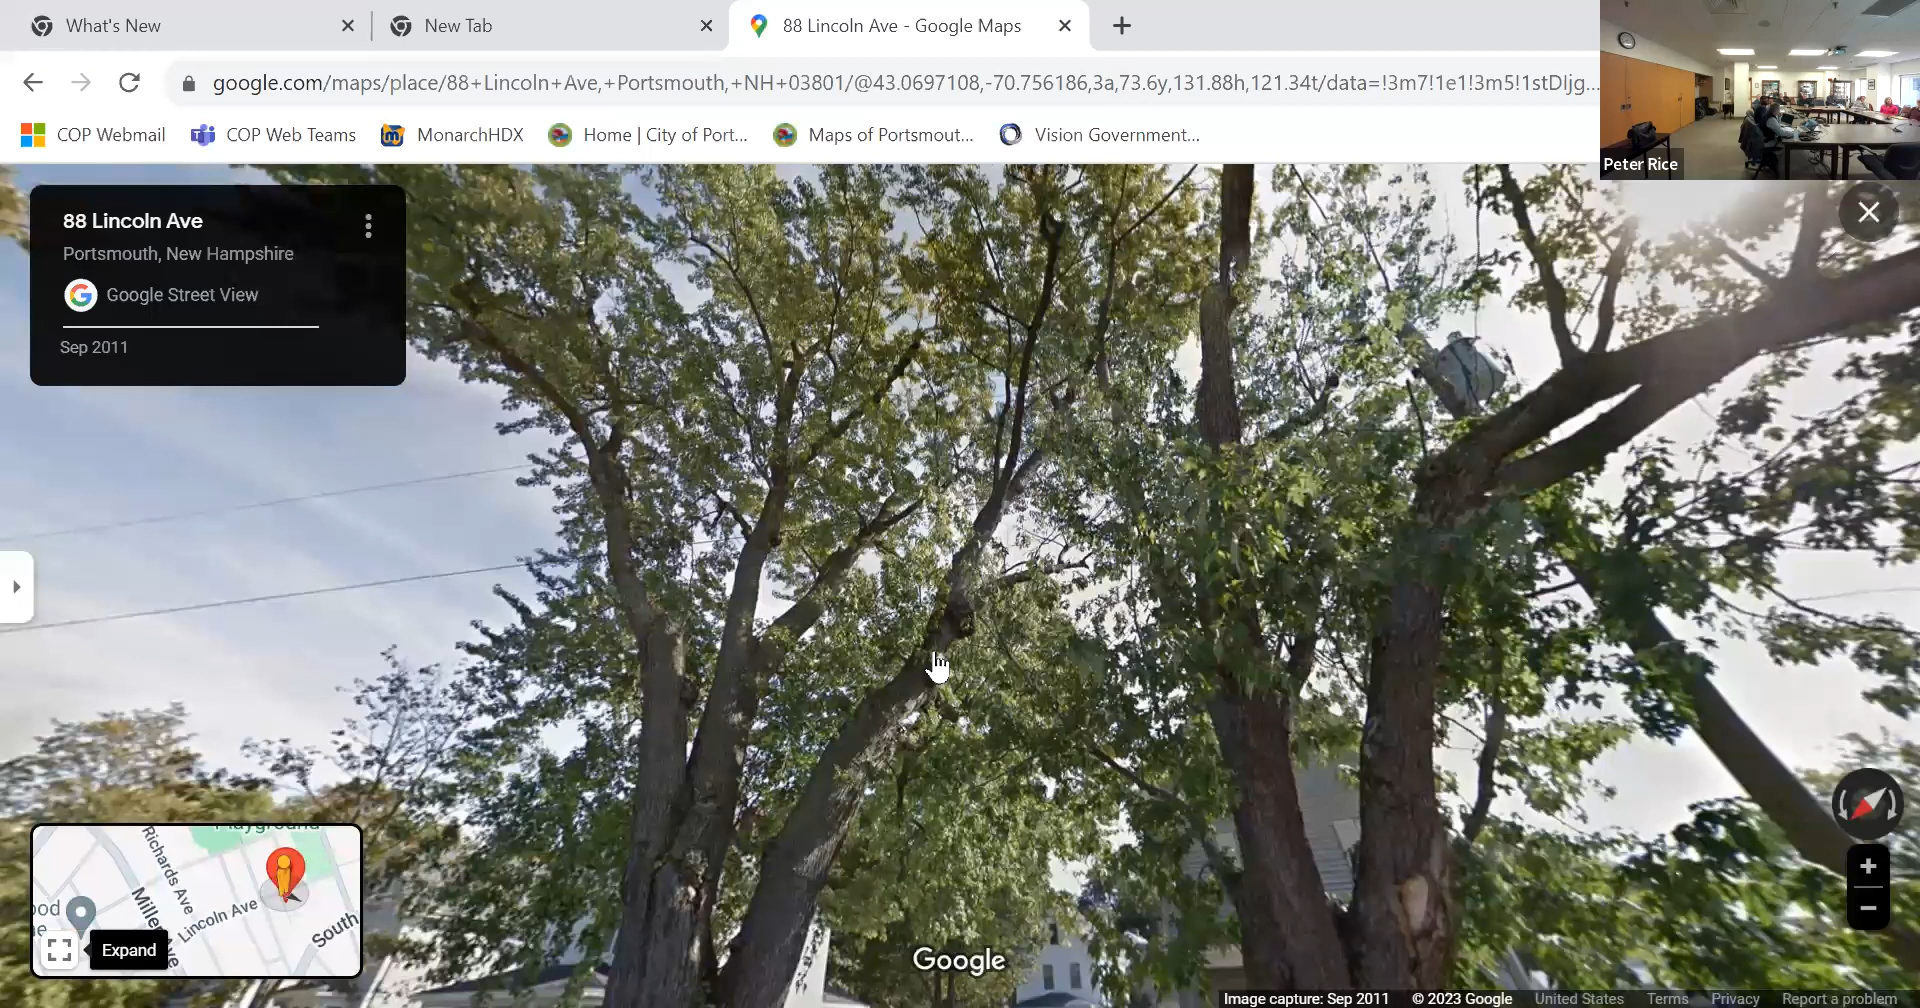 What's New
New Tab
88 Lincoln Ave - Google Maps
google.com/maps/place/88+Lincoln+Ave,+Portsmouth,+NH+03801/@43.0697108,-70.756186,3a,73.6y,131.88h,121.34t/data=!3m7!1e1!3m5!1stDIjg...
COP Webmail
COP Web Teams
MonarchHDX
Home | City of Port...
Maps of Portsmout...
Vision Government...
Peter Rice
88 Lincoln Ave
Portsmouth, New Hampshire
Google Street View
Sep 2011
Playground
Richards Ave
Miller Ave
Lincoln Ave
South
Expand
Google
Image capture: Sep 2011 © 2023 Google United States Terms Privacy Report a problem